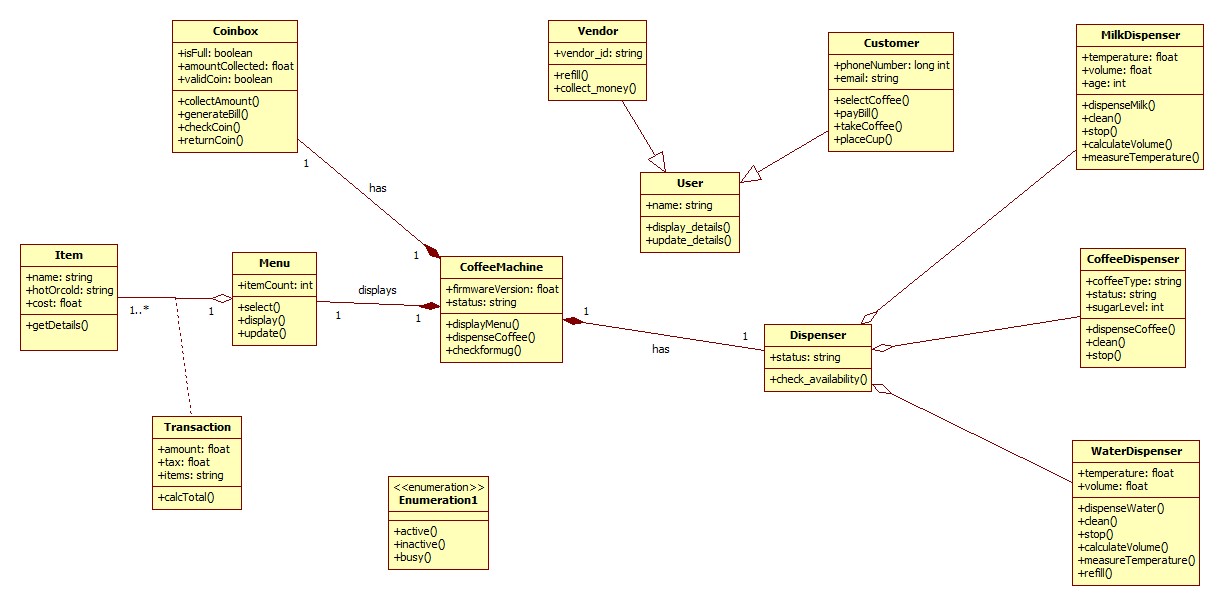 Coinbox
+isFull: boolean
+amountCollected: float
+validCoin: boolean
+collectAmount()
+generateBill()
+checkCoin()
+returnCoin()
Vendor
+vendor_id: string
+refill()
+collect_money()
Customer
+phoneNumber: long int
+email: string
+selectCoffee()
+payBill()
+takeCoffee()
+placeCup()
MilkDispenser
+temperature: float
+volume: float
+age: int
+dispenseMilk()
+clean()
+stop()
+calculateVolume()
+measureTemperature()
1
has
1
User
+name: string
+display_details()
+update_details()
Item
+name: string
+hotOrcold: string
+cost: float
+getDetails()
1..*
1
Menu
+itemCount: int
+select()
+display()
+update()
displays
1
1
CoffeeMachine
+firmwareVersion: float
+status: string
+displayMenu()
+dispenseCoffee()
+checkformug()
1
has
1
Dispenser
+status: string
+check_availability()
CoffeeDispenser
+coffeeType: string
+status: string
+sugarLevel: int
+dispenseCoffee()
+clean()
+stop()
Transaction
+amount: float
+tax: float
+items: string
+calcTotal()
<<enumeration>>
Enumeration1
+active()
+inactive()
+busy()
WaterDispenser
+temperature: float
+volume: float
+dispenseWater()
+clean()
+stop()
+calculateVolume()
+measureTemperature()
+refill()